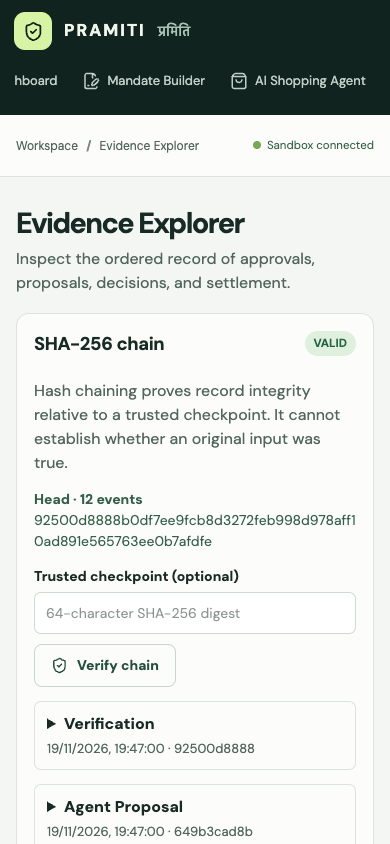 PRAMITI प्रमिति
hboard Mandate Builder AI Shopping Agent
Workspace / Evidence Explorer Sandbox connected
Evidence Explorer
Inspect the ordered record of approvals,
proposals, decisions, and settlement.
SHA-256 chain VALID
Hash chaining proves record integrity
relative to a trusted checkpoint. It cannot
establish whether an original input was
true.
Head · 12 events
92500d8888b0df7ee9fcb8d3272feb998d978aff1
0ad891e565763ee0b7afdfe
Trusted checkpoint (optional)
64-character SHA-256 digest
Verify chain
Verification
19/11/2026, 19:47:00 · 92500d8888
Agent Proposal
19/11/2026, 19:47:00 · 649b3cad8b